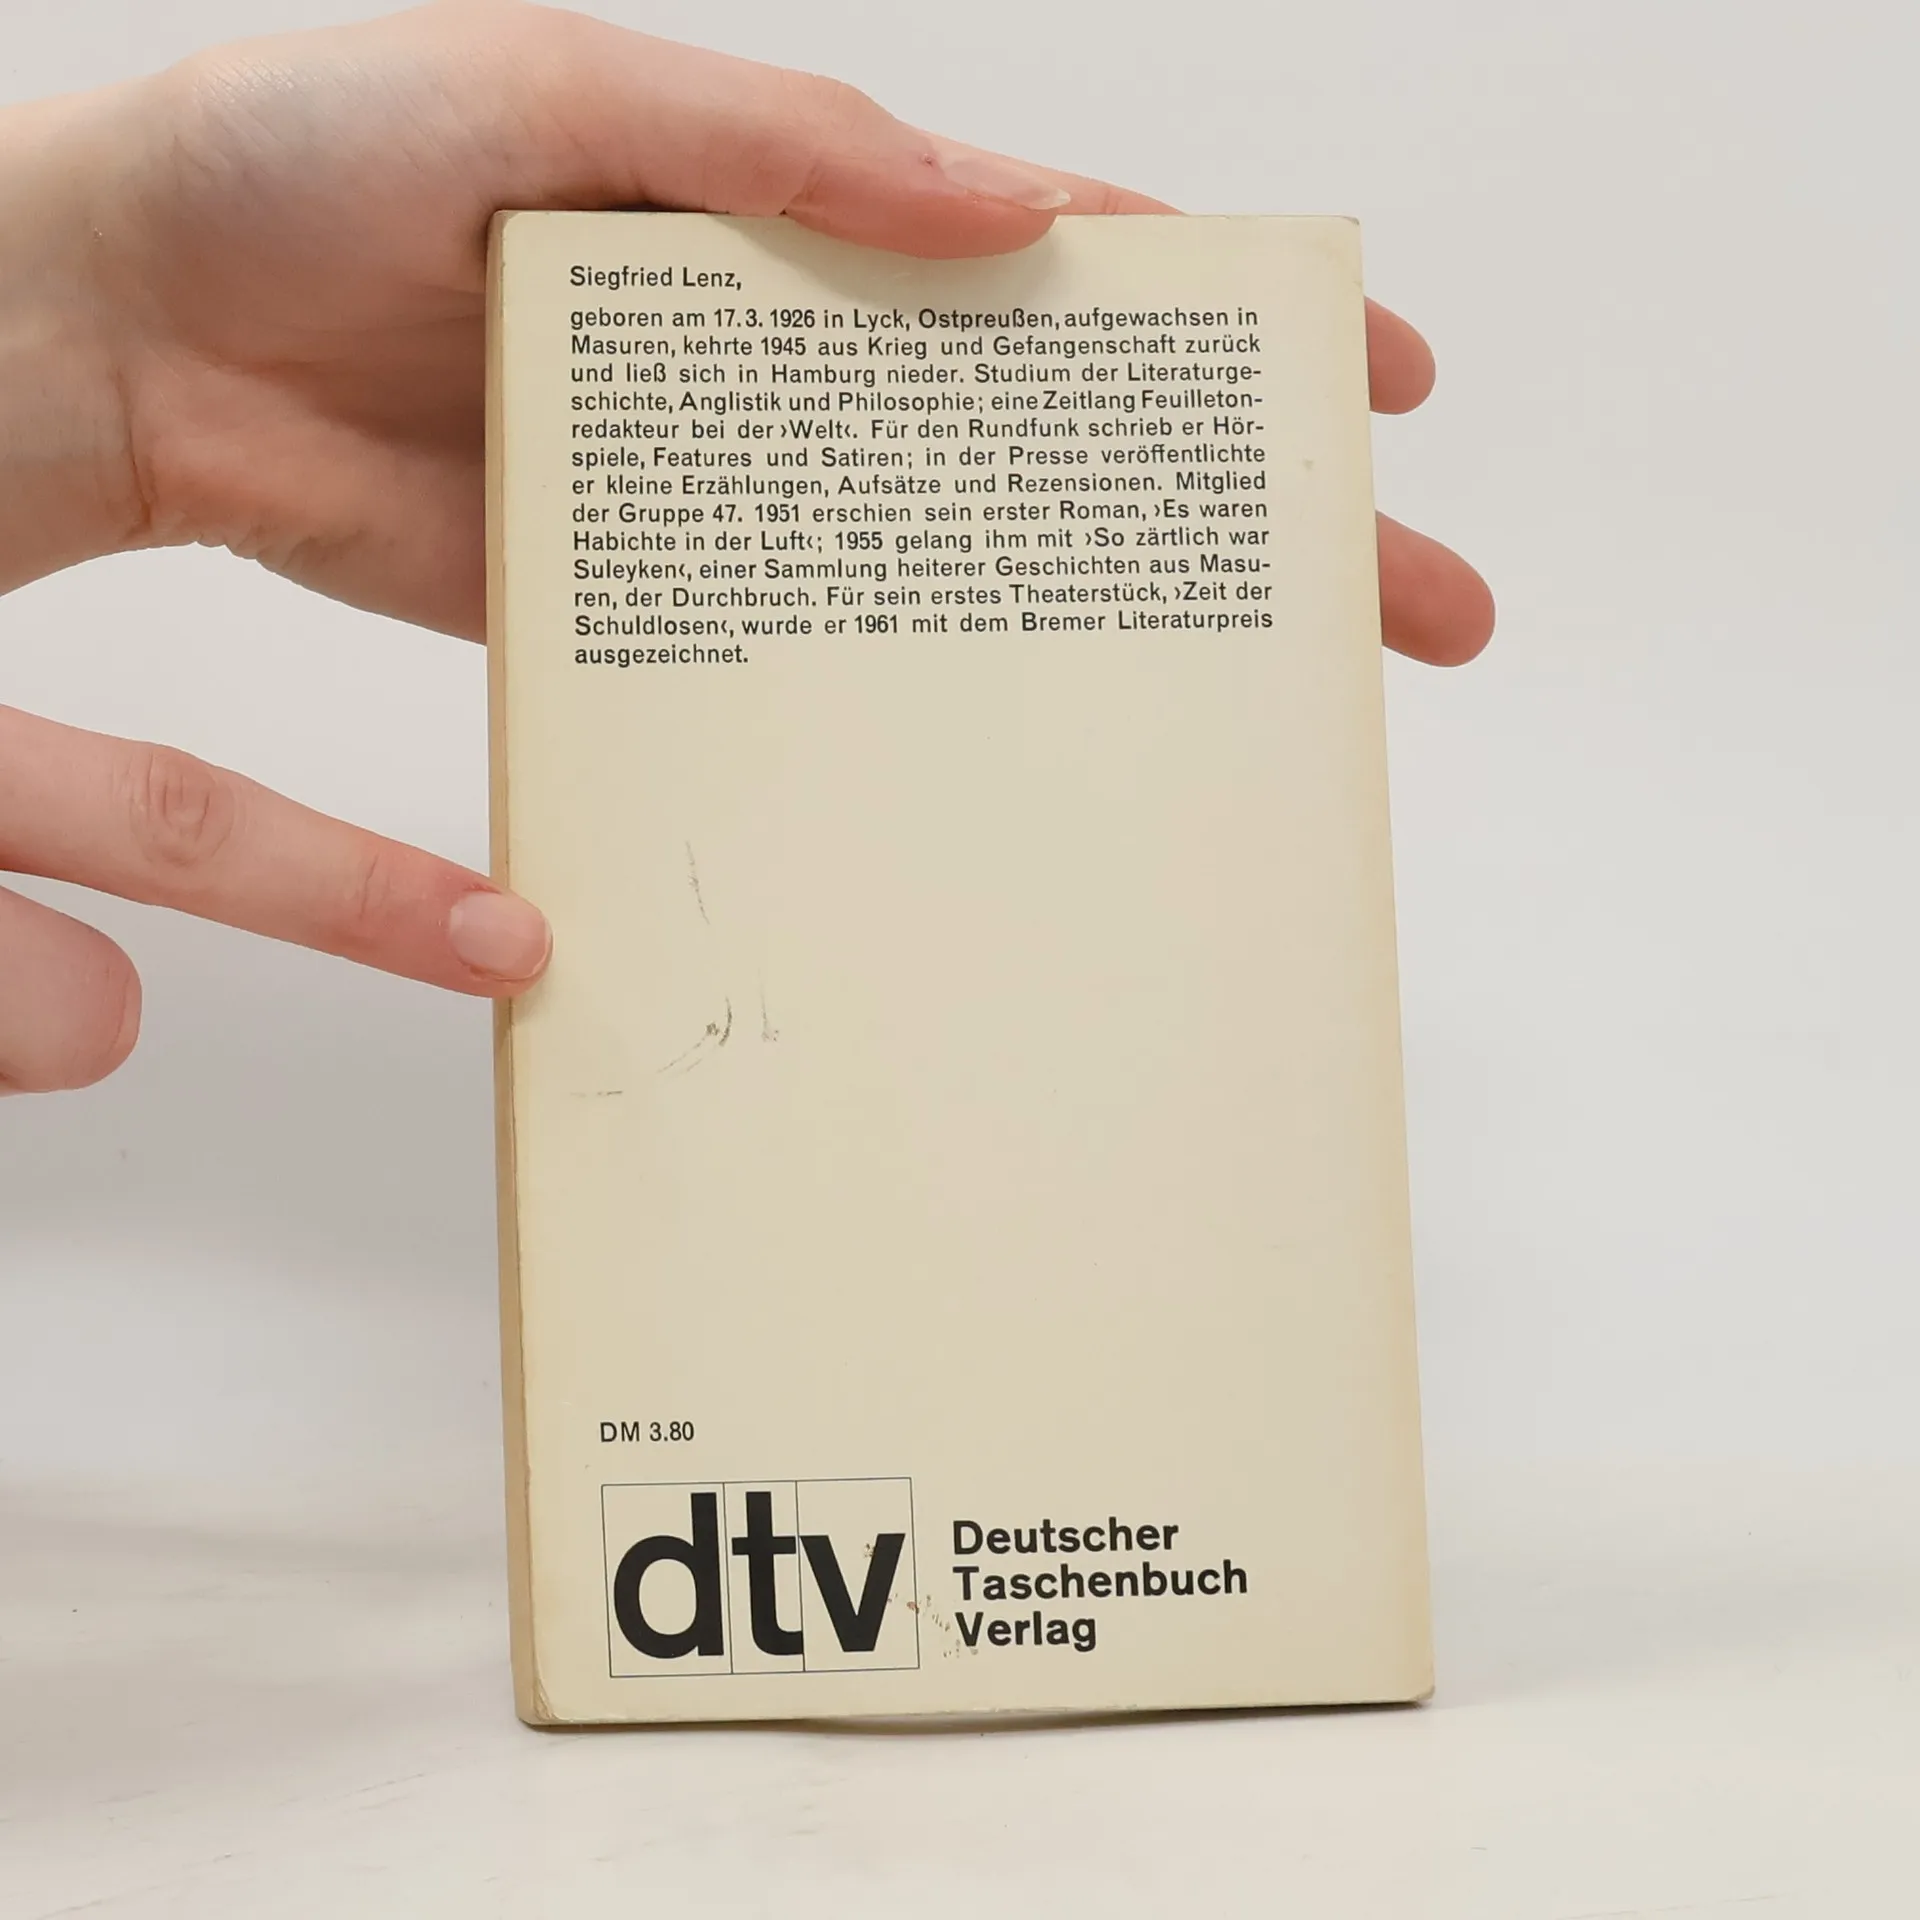 Siegfried Lenz,
geboren am 17.3.1926 in Lyck, Ostpreußen, aufgewachsen in
Masuren, kehrte 1945 aus Krieg und Gefangenschaft zurück
und ließ sich in Hamburg nieder. Studium der Literaturge-
schichte, Anglistik und Philosophie; eine Zeitlang Feuilleton-
redakteur bei der ›Welt‹. Für den Rundfunk schrieb er Hör-
spiele, Features und Satiren; in der Presse veröffentlichte
er kleine Erzählungen, Aufsätze und Rezensionen. Mitglied
der Gruppe 47. 1951 erschien sein erster Roman, ›Es waren
Habichte in der Luft‹; 1955 gelang ihm mit ›So zärtlich war
Suleyken‹, einer Sammlung heiterer Geschichten aus Masu-
ren, der Durchbruch. Für sein erstes Theaterstück, ›Zeit der
Schuldlosen‹, wurde er 1961 mit dem Bremer Literaturpreis
ausgezeichnet.
DM 3.80
dtv
Deutscher
Taschenbuch
Verlag